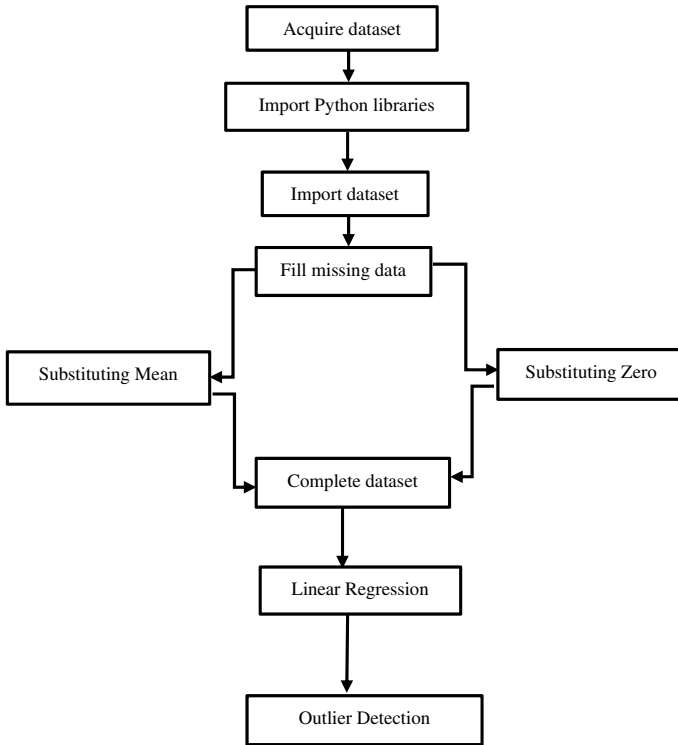 Acquire dataset
Import Python libraries
Import dataset
Fill missing data
Substituting Mean
Substituting Zero
Complete dataset
Linear Regression
Outlier Detection